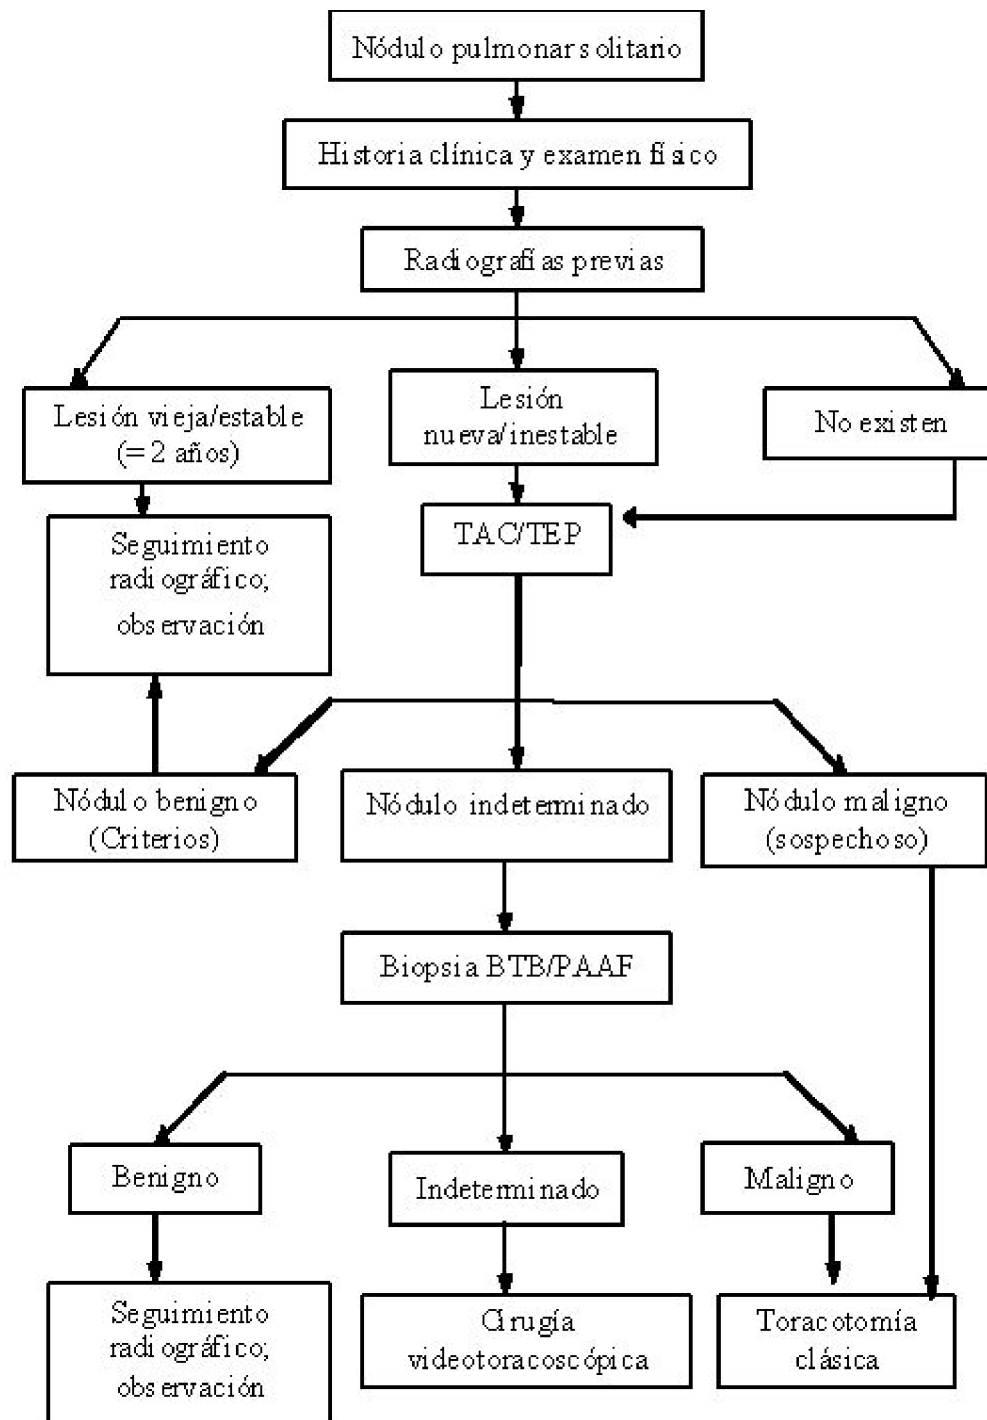 Nódulo pulmonar solitario
Historia clínica y examen físico
Radiografías previas
Lesión vieja/estable
(= 2 años)
Lesión
nueva/inestable
No existen
Seguimiento
radiográfico;
observación
TAC/TEP
Nódulo benigno
(Criterios)
Nódulo indeterminado
Nódulo maligno
(sospechoso)
Biopsia BTB/PAAF
Benigno
Indeterminado
Maligno
Seguimiento
radiográfico;
observación
Cirugía
videotoracoscópica
Toracotomía
clásica